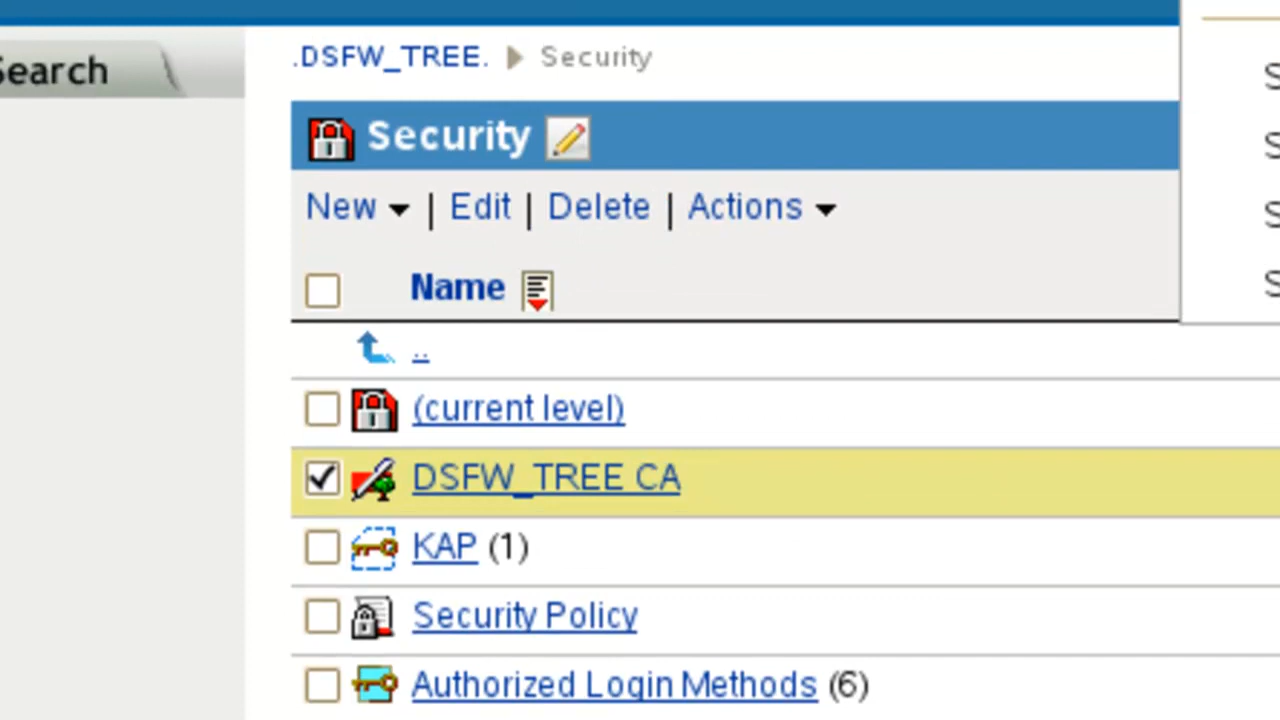 .DSFW_TREE. Security
Search
Security
New | Edit | Delete | Actions
Name
..
(current level)
DSFW_TREE CA
KAP (1)
Security Policy
Authorized Login Methods (6)